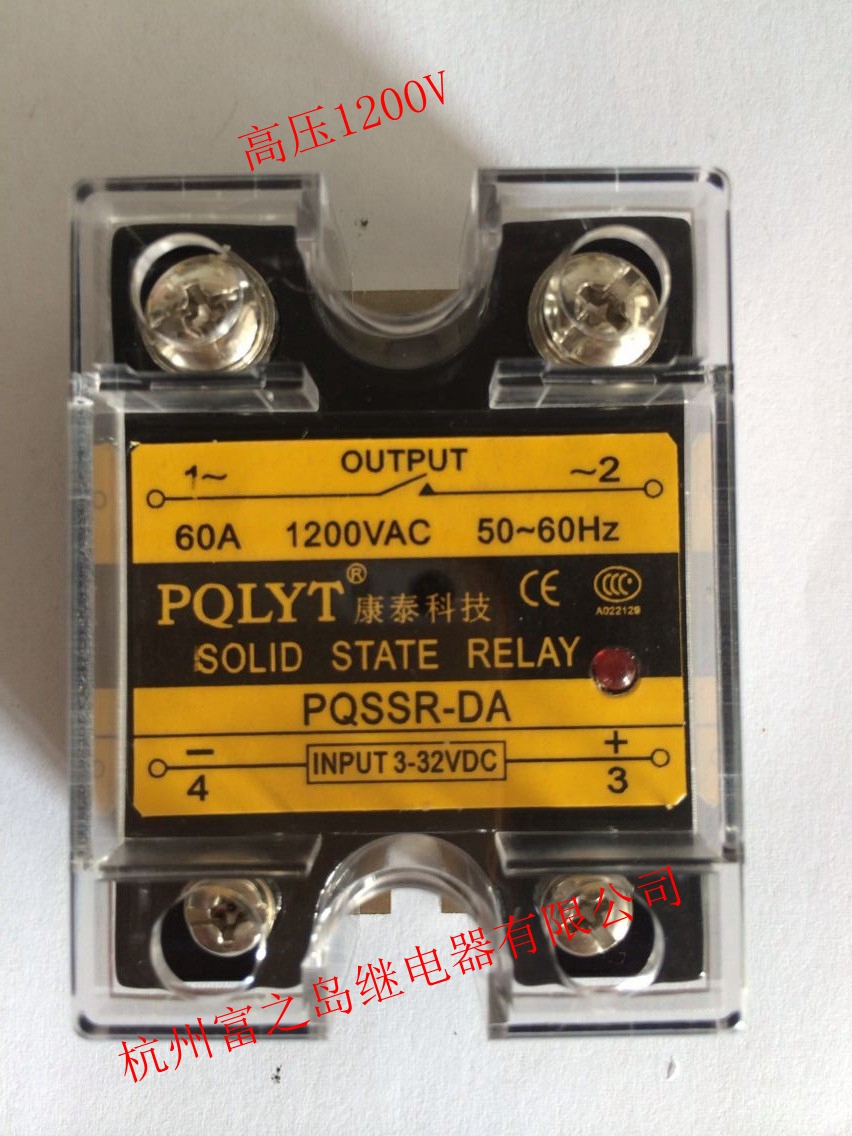 高压1200V
OUTPUT
1~ ~2
60A 1200VAC 50~60Hz
PQLYT® 康泰科技 CE CCC
A022129
SOLID STATE RELAY
PQSSR-DA
− INPUT 3-32VDC +
4 3
杭州富之岛继电器有限公司